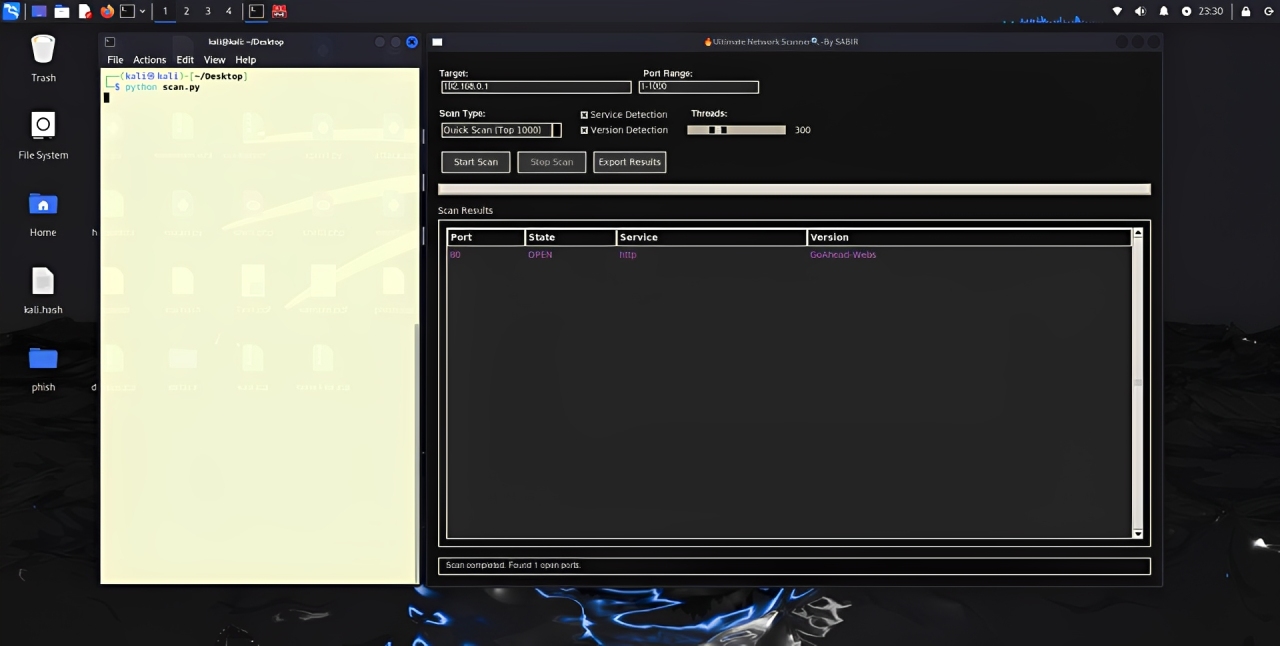 1 2 3 4
23:30
Trash
File System
Home
kali.hash
phish
kali@kali: ~/Desktop
File Actions Edit View Help
(kali㉿kali)-[~/Desktop]
$ python scan.py
🔥Ultimate Network Scanner🔍-By SABIR
Target: Port Range:
192.168.0.1 1-1000
Scan Type: Service Detection Threads:
Quick Scan (Top 1000) Version Detection 300
Start Scan Stop Scan Export Results
Scan Results
Port State Service Version
80 OPEN http GoAhead-Webs
Scan completed. Found 1 open ports.